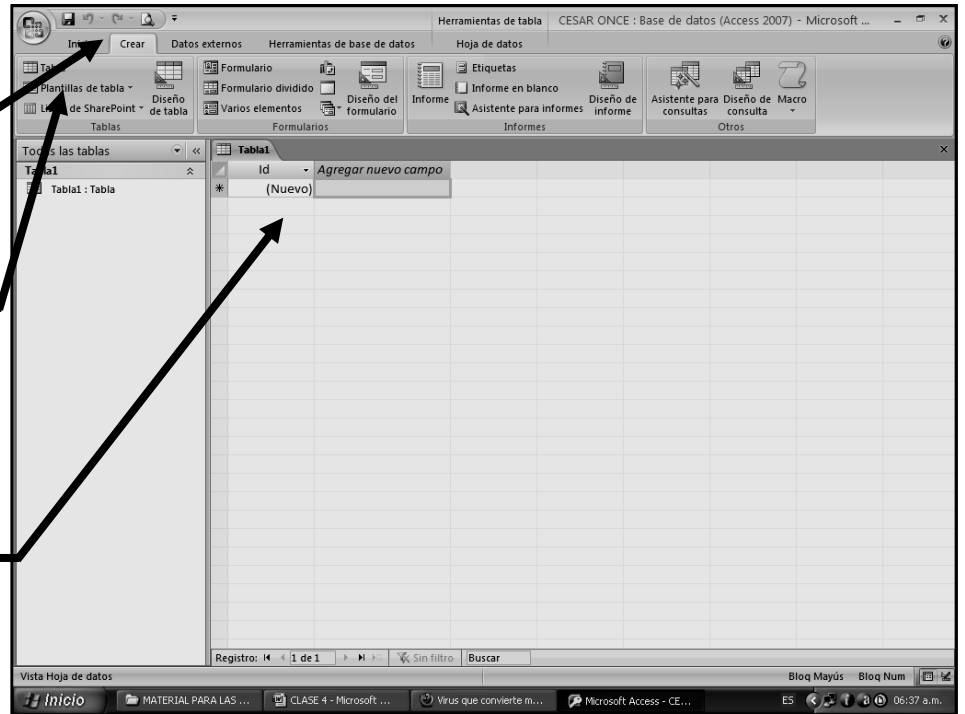 Herramientas de tabla CESAR ONCE : Base de datos (Access 2007) - Microsoft ...
Crear Datos externos Herramientas de base de datos Hoja de datos
Plantillas de tabla
de SharePoint
Diseño de tabla
Tablas
Formulario
Formulario dividido
Varios elementos
Diseño del formulario
Formularios
Informe
Etiquetas
Informe en blanco
Asistente para informes
Diseño de informe
Informes
Asistente para consultas
Diseño de consulta
Macro
Otros
las tablas
Tabla1
Tabla1 : Tabla
Tabla1
Id Agregar nuevo campo
* (Nuevo)
Registro: 1 de 1 Sin filtro Buscar
Vista Hoja de datos Bloq Mayús Bloq Num
Inicio MATERIAL PARA LAS ... CLASE 4 - Microsoft ... Virus que convierte m... Microsoft Access - CE... ES 06:37 a.m.